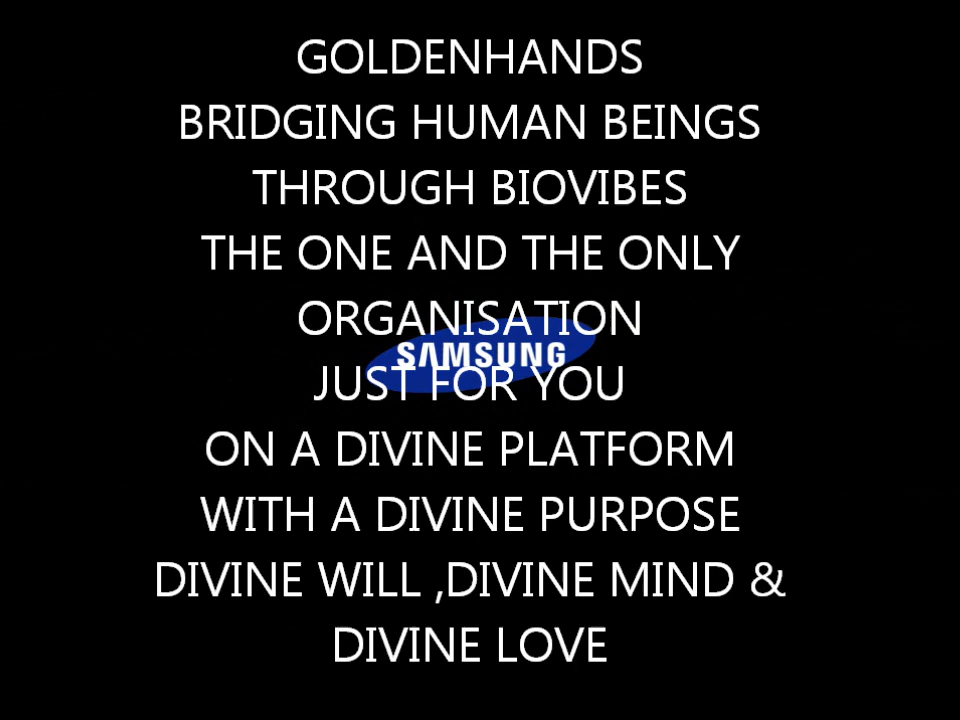 GOLDENHANDS
BRIDGING HUMAN BEINGS
THROUGH BIOVIBES
THE ONE AND THE ONLY
ORGANISATION
SAMSUNG
JUST FOR YOU
ON A DIVINE PLATFORM
WITH A DIVINE PURPOSE
DIVINE WILL ,DIVINE MIND &
DIVINE LOVE